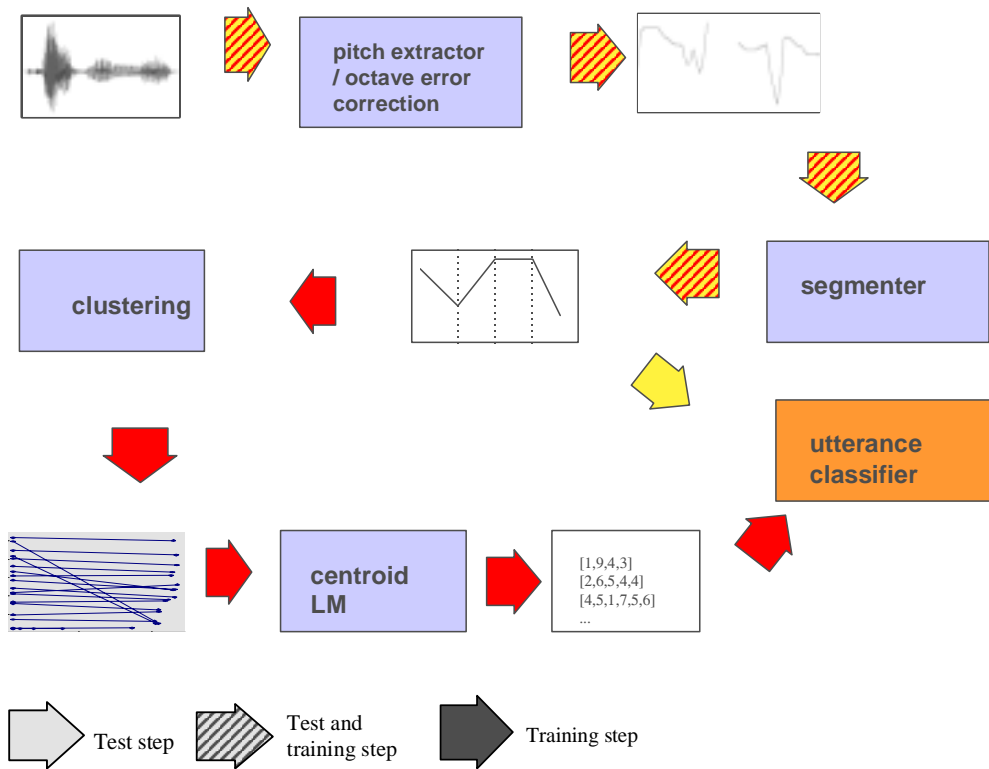 pitch extractor
/ octave error
correction
segmenter
clustering
utterance
classifier
centroid
LM
[1,9,4,3]
[2,6,5,4,4]
[4,5,1,7,5,6]
...
Test step
Test and
training step
Training step